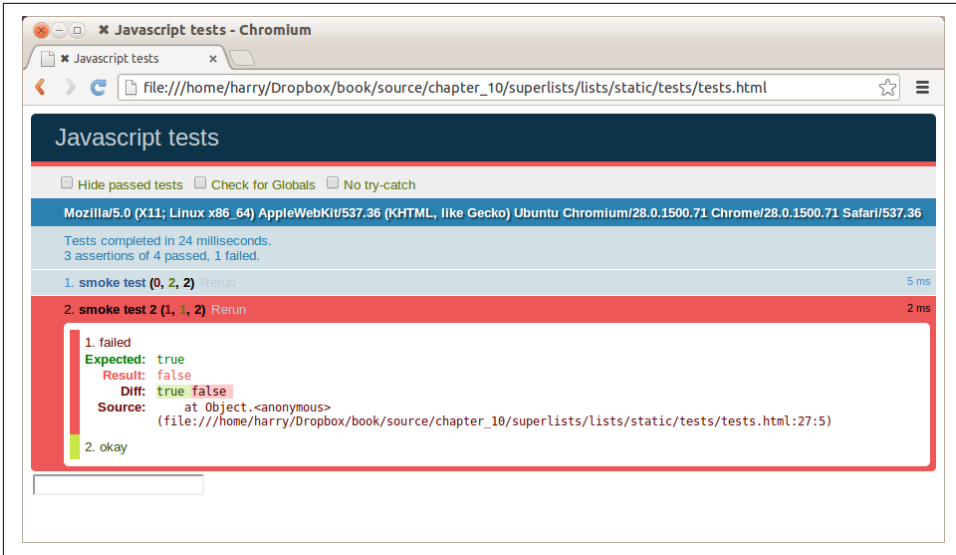 ✖ Javascript tests - Chromium
✖ Javascript tests
file:///home/harry/Dropbox/book/source/chapter_10/superlists/lists/static/tests/tests.html
Javascript tests
Hide passed tests Check for Globals No try-catch
Mozilla/5.0 (X11; Linux x86_64) AppleWebKit/537.36 (KHTML, like Gecko) Ubuntu Chromium/28.0.1500.71 Chrome/28.0.1500.71 Safari/537.36
Tests completed in 24 milliseconds.
3 assertions of 4 passed, 1 failed.
1. smoke test (0, 2, 2) Rerun 5 ms
2. smoke test 2 (1, 1, 2) Rerun 2 ms
1. failed
Expected: true
Result: false
Diff: true false
Source: at Object.<anonymous>
(file:///home/harry/Dropbox/book/source/chapter_10/superlists/lists/static/tests/tests.html:27:5)
2. okay